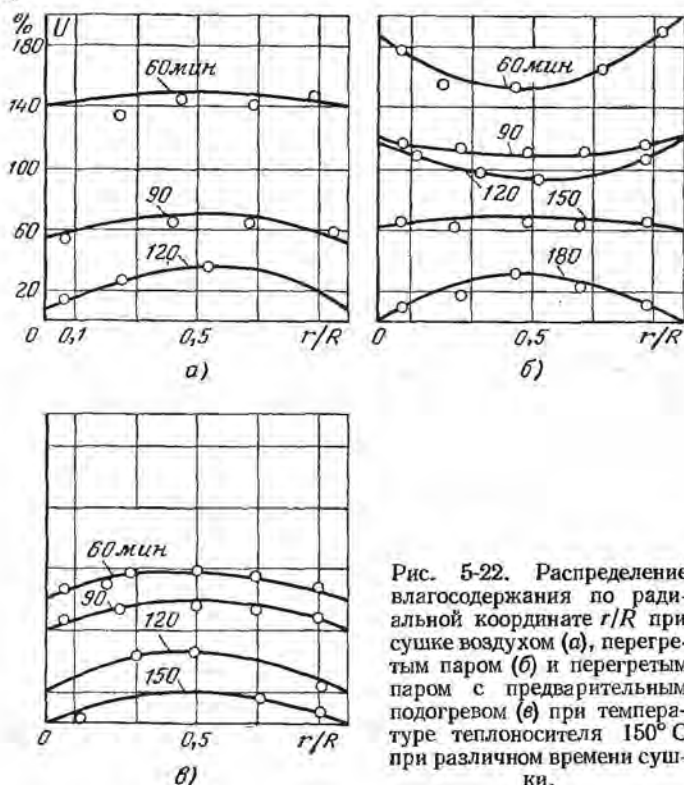 % U
180
140
100
60
20
60мин
90
120
0 0,1 0,5 r/R
а)
60мин
90
120
150
180
0 0,5 r/R
б)
60мин
90
120
150
0 0,5 r/R
в)
Рис. 5-22. Распределение
влагосодержания по ради-
альной координате r/R при
сушке воздухом (а), перегре-
тым паром (б) и перегретым
паром с предварительным
подогревом (в) при темпера-
туре теплоносителя 150° С
при различном времени суш-
ки.